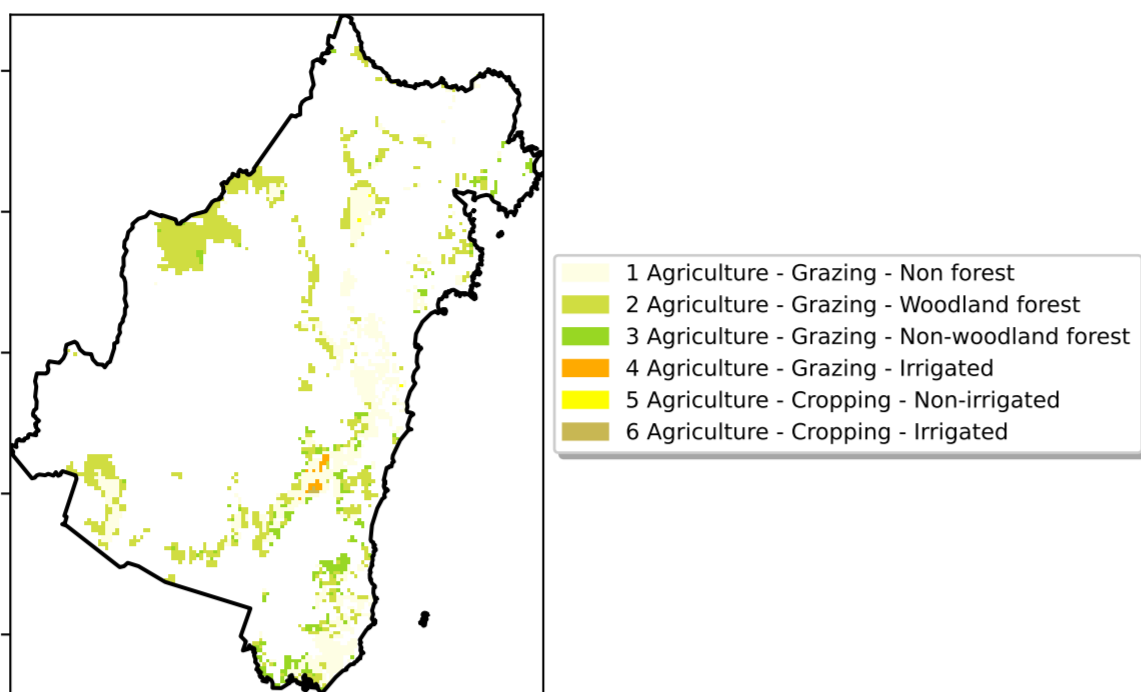 1 Agriculture - Grazing - Non forest
2 Agriculture - Grazing - Woodland forest
3 Agriculture - Grazing - Non-woodland forest
4 Agriculture - Grazing - Irrigated
5 Agriculture - Cropping - Non-irrigated
6 Agriculture - Cropping - Irrigated